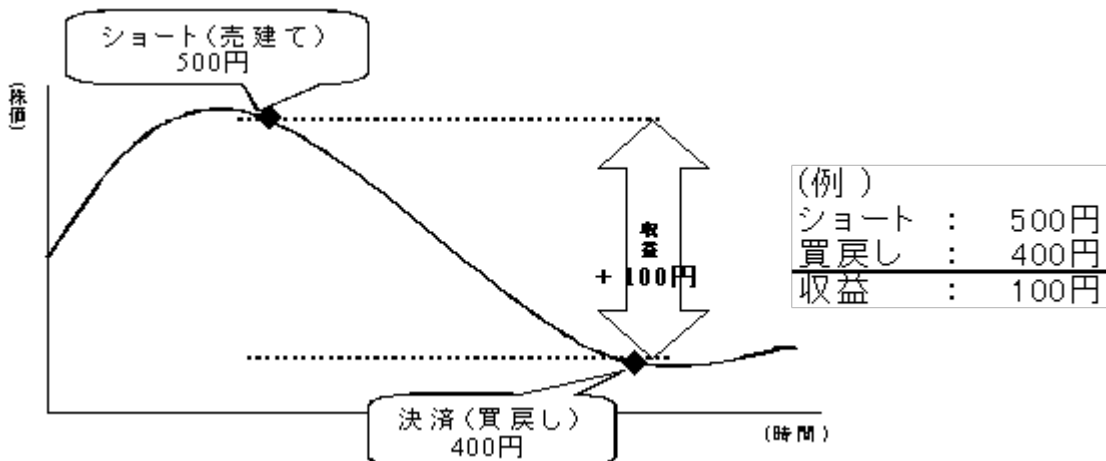 ショート（売建て）
500円
(株価)
収益
+ 100円
(例)
ショート : 500円
買戻し : 400円
収益 : 100円
決済（買戻し）
400円
(時間)